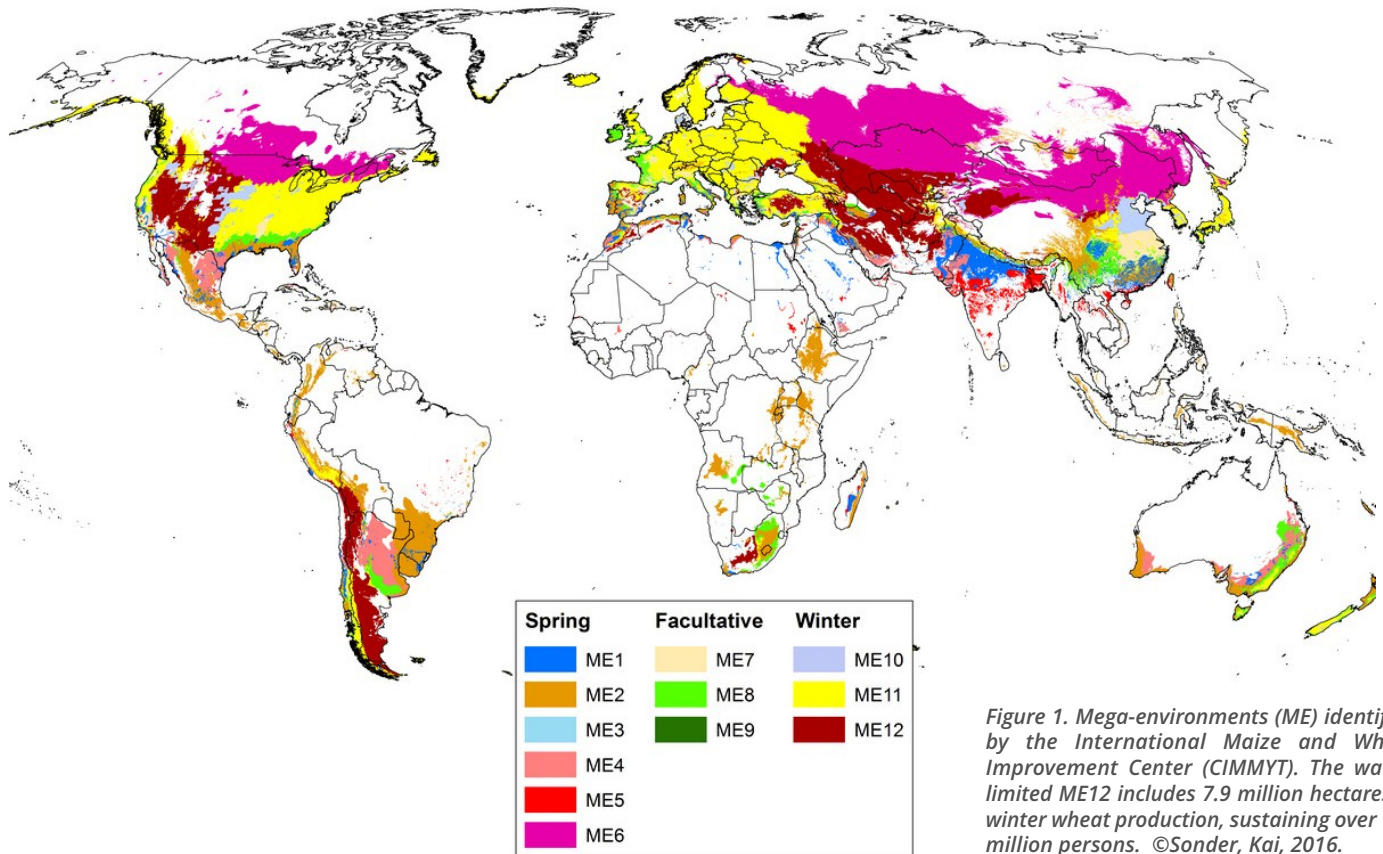 Spring Facultative Winter
ME1 ME7 ME10
ME2 ME8 ME11
ME3 ME9 ME12
ME4
ME5
ME6
Figure 1. Mega-environments (ME) identif
by the International Maize and Wh
Improvement Center (CIMMYT). The wa
limited ME12 includes 7.9 million hectares
winter wheat production, sustaining over
million persons. ©Sonder, Kai, 2016.